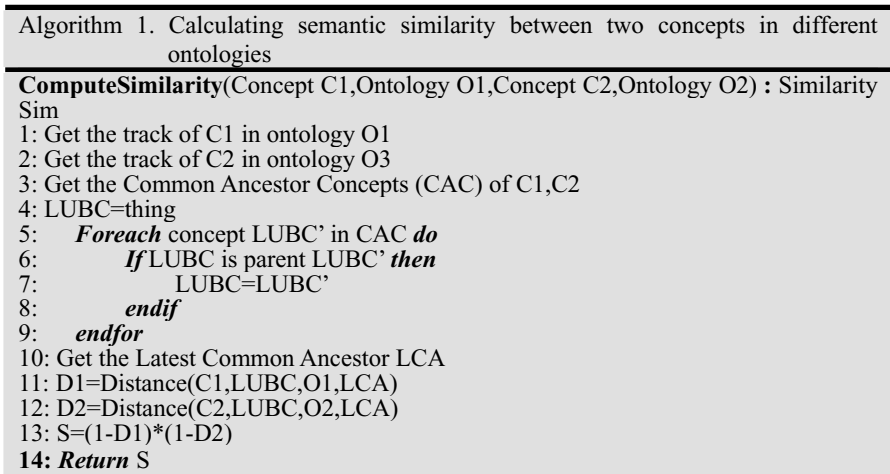 Algorithm 1. Calculating semantic similarity between two concepts in different
ontologies
ComputeSimilarity(Concept C1,Ontology O1,Concept C2,Ontology O2) : Similarity
Sim
1: Get the track of C1 in ontology O1
2: Get the track of C2 in ontology O3
3: Get the Common Ancestor Concepts (CAC) of C1,C2
4: LUBC=thing
5: Foreach concept LUBC’ in CAC do
6: If LUBC is parent LUBC’ then
7: LUBC=LUBC’
8: endif
9: endfor
10: Get the Latest Common Ancestor LCA
11: D1=Distance(C1,LUBC,O1,LCA)
12: D2=Distance(C2,LUBC,O2,LCA)
13: S=(1-D1)*(1-D2)
14: Return S